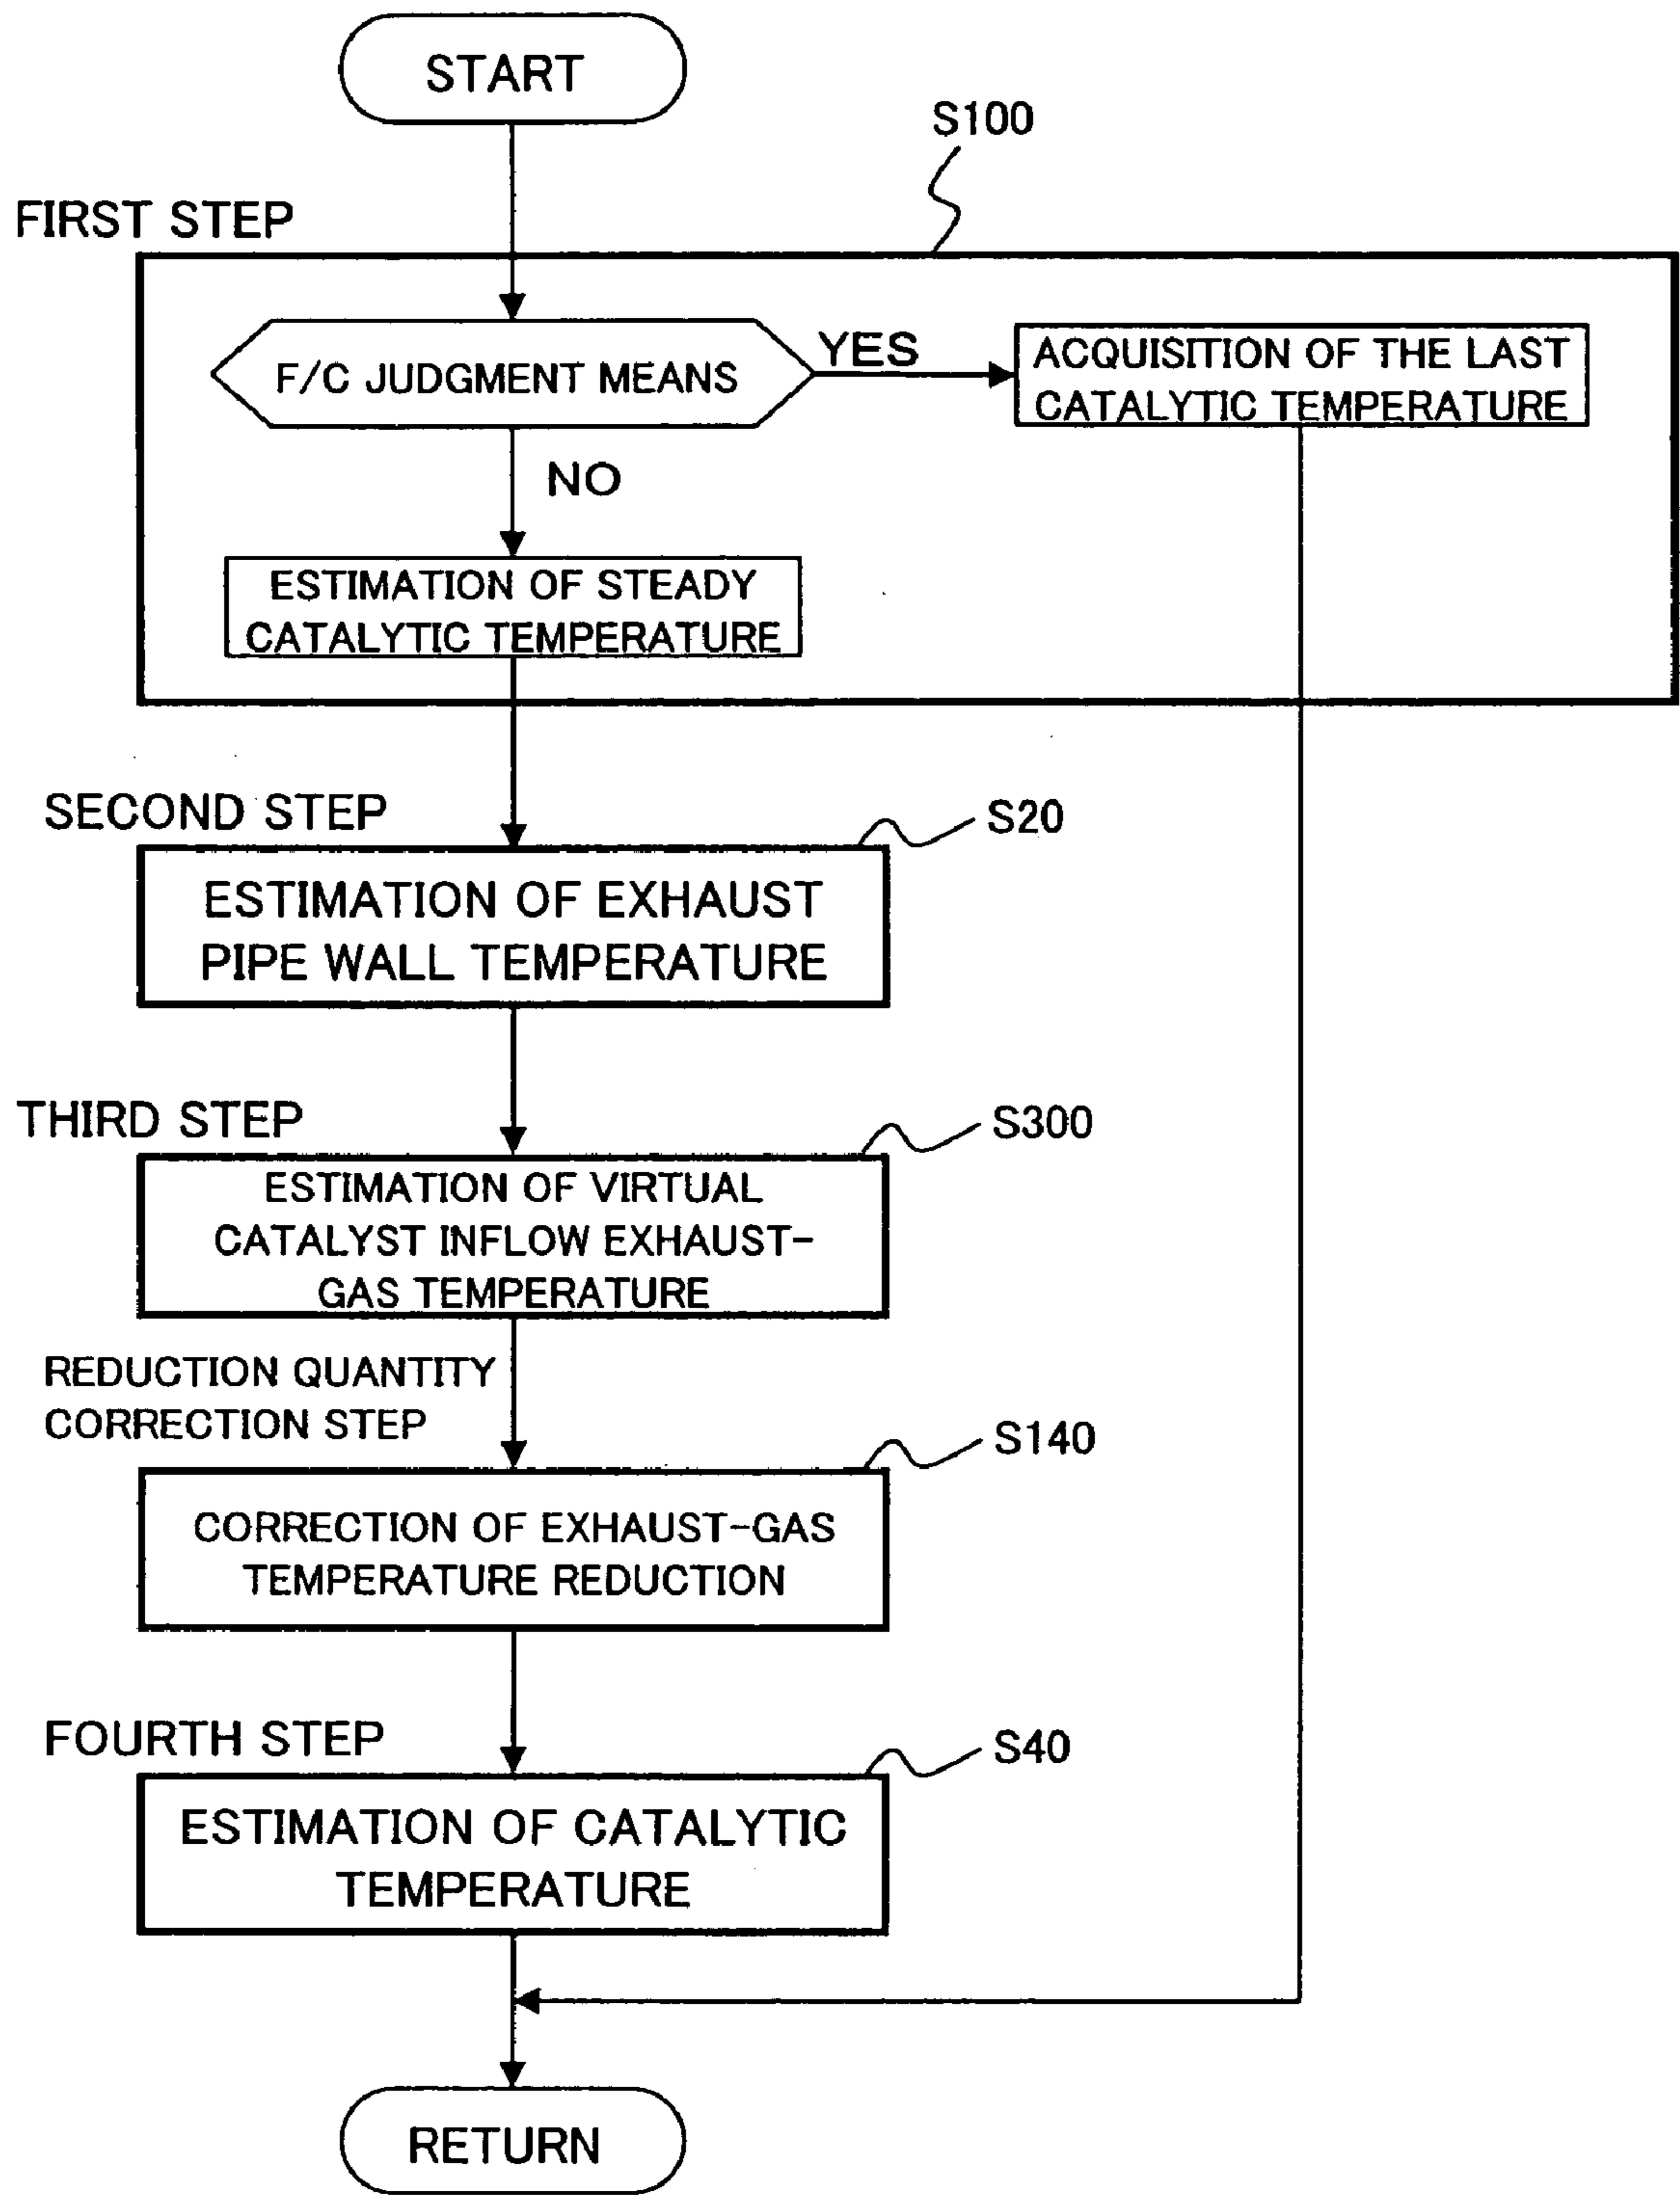 START
S100
FIRST STEP
F/C JUDGMENT MEANS
YES
ACQUISITION OF THE LAST
CATALYTIC TEMPERATURE
NO
ESTIMATION OF STEADY
CATALYTIC TEMPERATURE
SECOND STEP
S20
ESTIMATION OF EXHAUST
PIPE WALL TEMPERATURE
THIRD STEP
S300
ESTIMATION OF VIRTUAL
CATALYST INFLOW EXHAUST-
GAS TEMPERATURE
REDUCTION QUANTITY
CORRECTION STEP
S140
CORRECTION OF EXHAUST-GAS
TEMPERATURE REDUCTION
FOURTH STEP
S40
ESTIMATION OF CATALYTIC
TEMPERATURE
RETURN